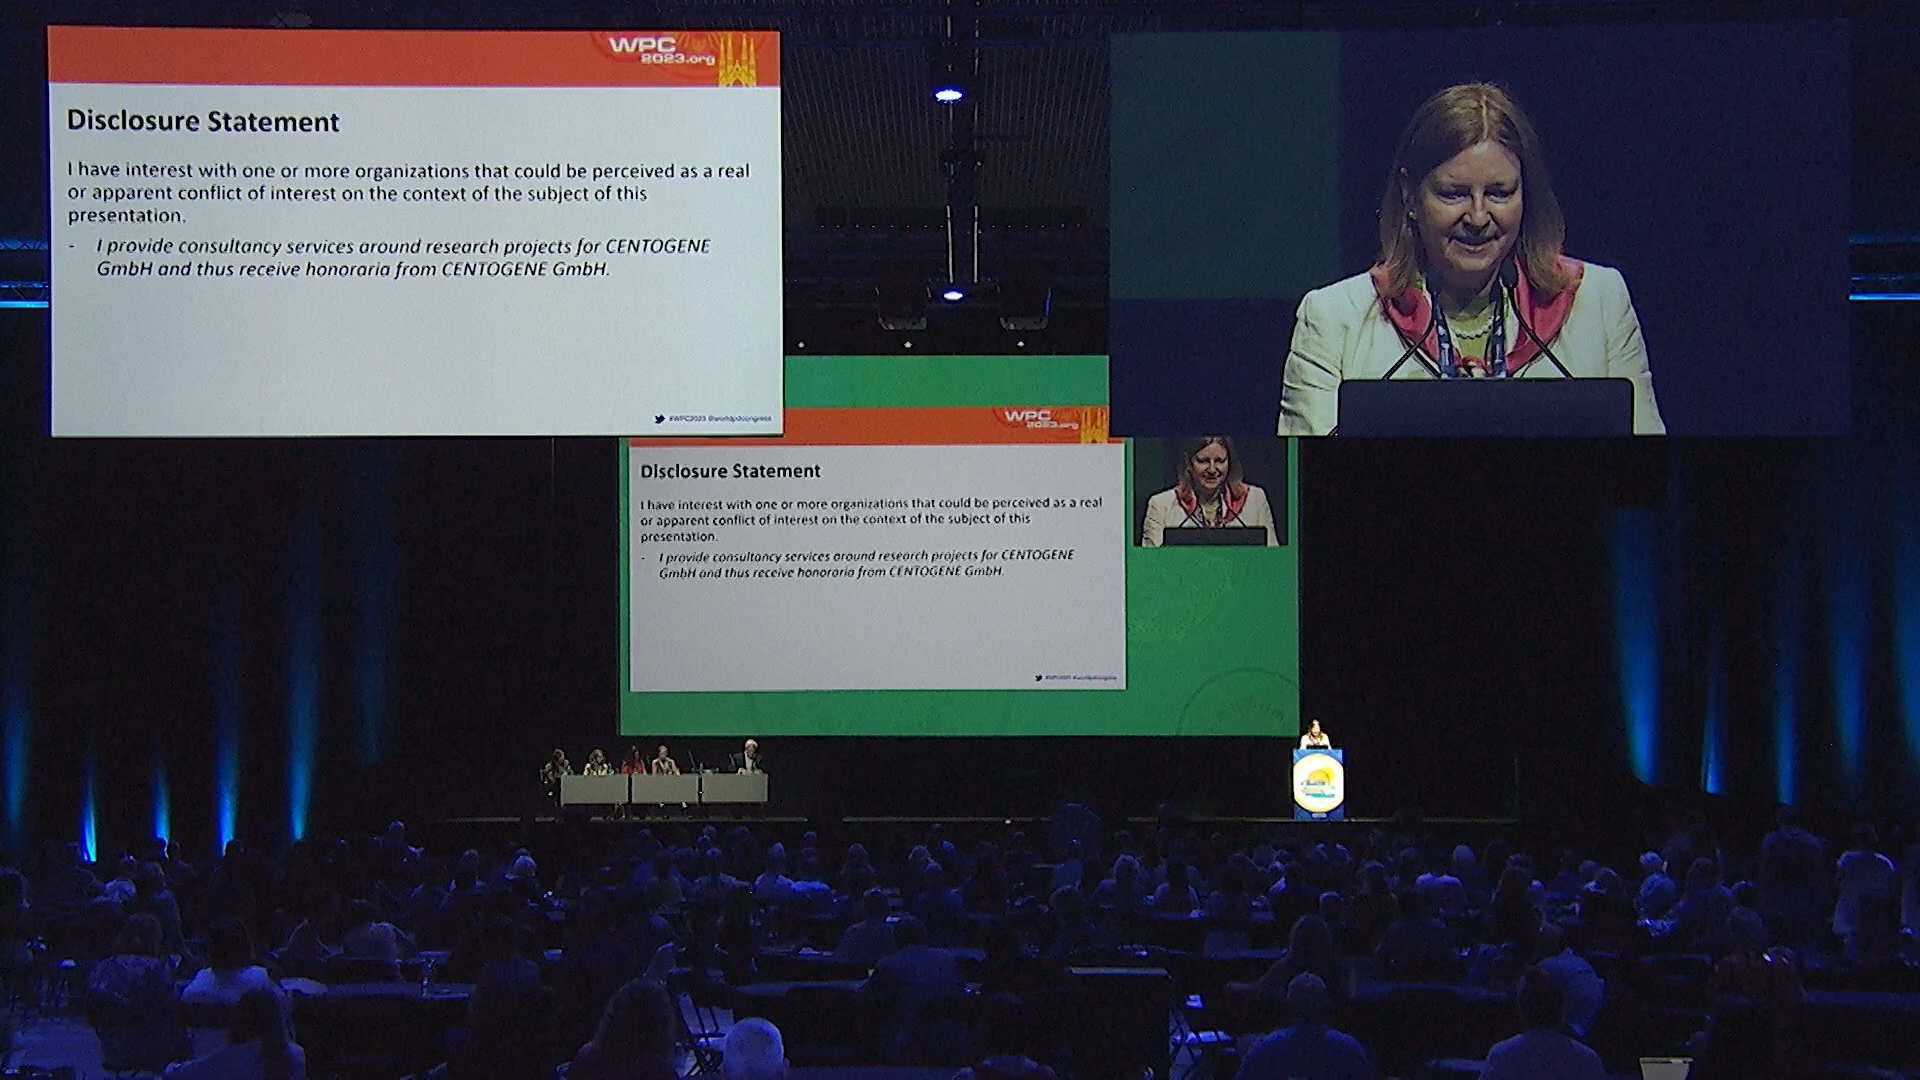 WPC
2023.org
Disclosure Statement
I have interest with one or more organizations that could be perceived as a real
or apparent conflict of interest on the context of the subject of this
presentation.
- I provide consultancy services around research projects for CENTOGENE
GmbH and thus receive honoraria from CENTOGENE GmbH.
#WPC2023 @worldpdcongress
WPC
2023.org
Disclosure Statement
I have interest with one or more organizations that could be perceived as a real
or apparent conflict of interest on the context of the subject of this
presentation.
- I provide consultancy services around research projects for CENTOGENE
GmbH and thus receive honoraria from CENTOGENE GmbH.
#WPC2023 @worldpdcongress